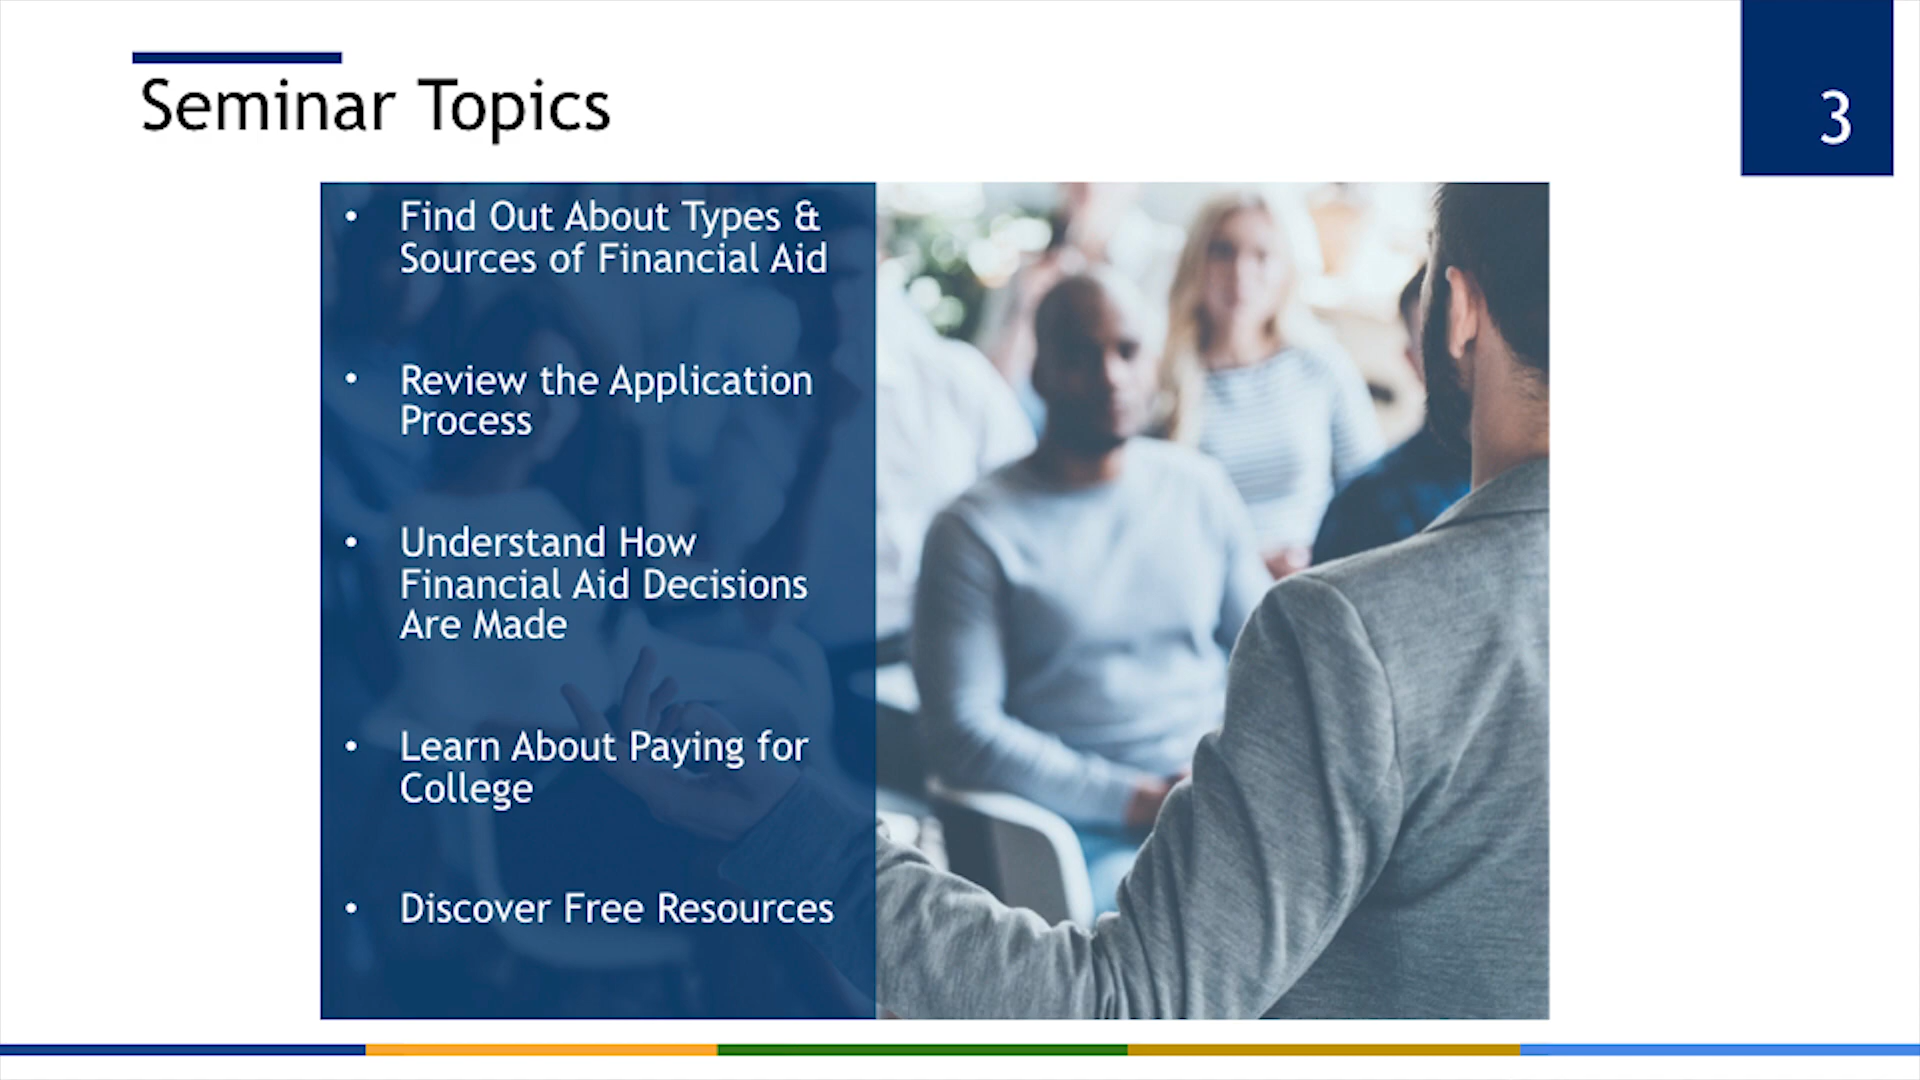 Seminar Topics
3
• Find Out About Types &
Sources of Financial Aid
• Review the Application
Process
• Understand How
Financial Aid Decisions
Are Made
• Learn About Paying for
College
• Discover Free Resources